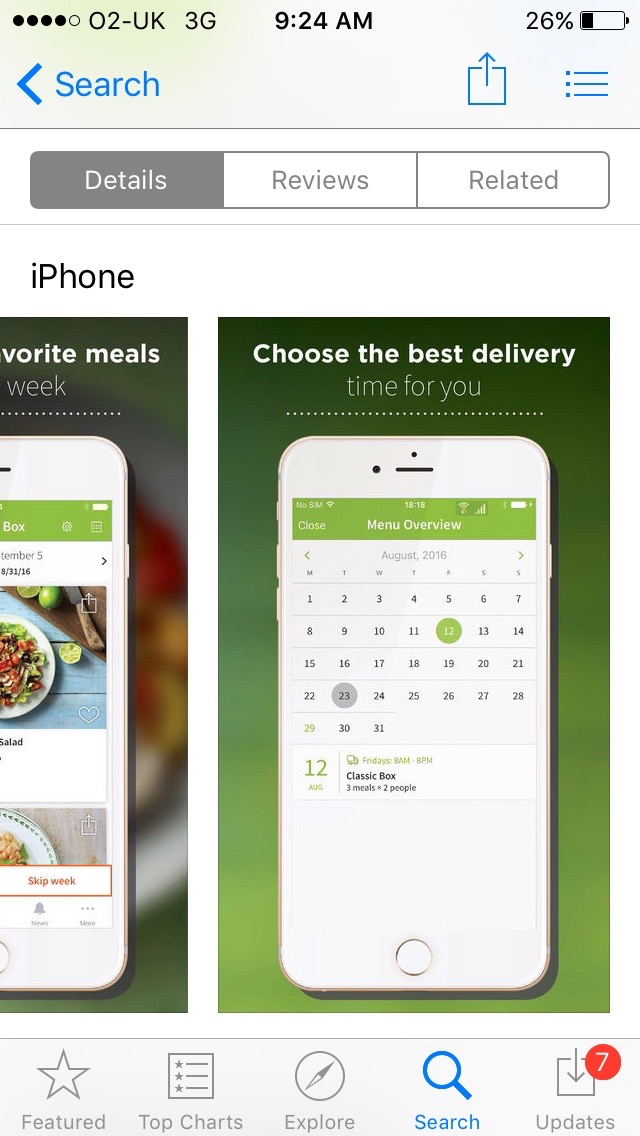 O2-UK 3G 9:24 AM 26%
Search
Details Reviews Related
iPhone
avorite meals
week
Box
tember 5
8/31/16
Salad
Skip week
News More
Choose the best delivery
time for you
No SIM 18:18
Close Menu Overview
August, 2016
M T W T F S S
1 2 3 4 5 6 7
8 9 10 11 12 13 14
15 16 17 18 19 20 21
22 23 24 25 26 27 28
29 30 31
12 AUG
Fridays: 8AM - 8PM
Classic Box
3 meals × 2 people
7
Featured Top Charts Explore Search Updates